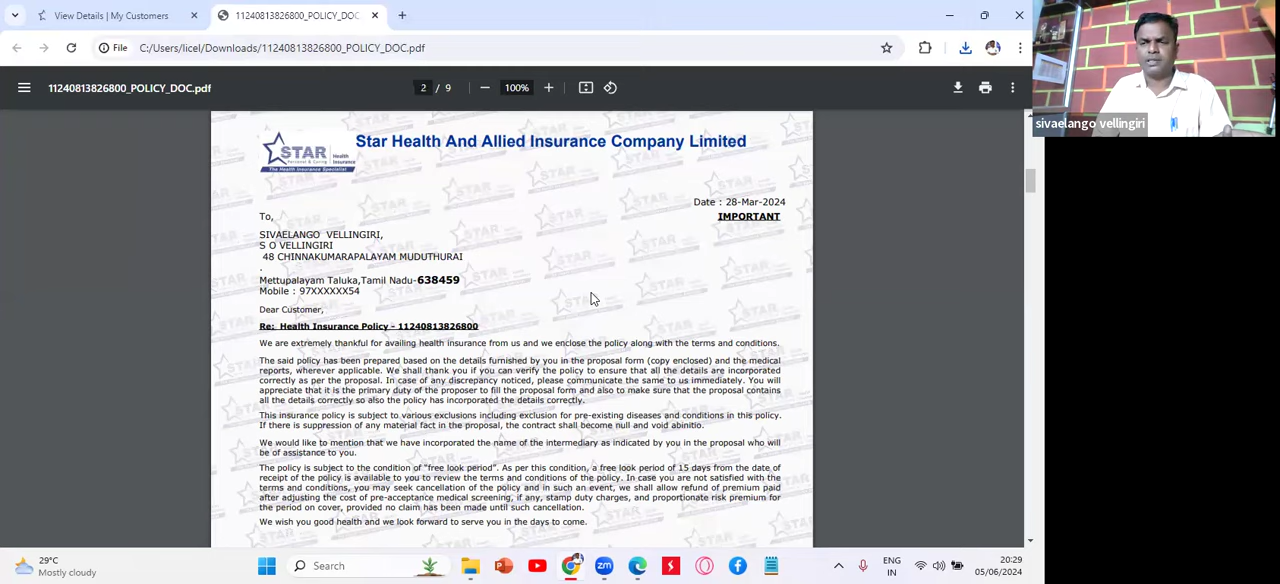 View Details | My Customers
11240813826800_POLICY_DOC.
File
C:/Users/licel/Downloads/11240813826800_POLICY_DOC.pdf
11240813826800_POLICY_DOC.pdf
2 / 9
100%
sivaelango vellingiri
STAR
Health
Insurance
Personal & Caring
The Health Insurance Specialist
Star Health And Allied Insurance Company Limited
Date : 28-Mar-2024
IMPORTANT
To,
SIVAELANGO VELLINGIRI,
S O VELLINGIRI
48 CHINNAKUMARAPALAYAM MUDUTHURAI
.
Mettupalayam Taluka,Tamil Nadu-638459
Mobile : 97XXXXXX54
Dear Customer,
Re: Health Insurance Policy - 11240813826800
We are extremely thankful for availing health insurance from us and we enclose the policy along with the terms and conditions.
The said policy has been prepared based on the details furnished by you in the proposal form (copy enclosed) and the medical
reports, wherever applicable. We shall thank you if you can verify the policy to ensure that all the details are incorporated
correctly as per the proposal. In case of any discrepancy noticed, please communicate the same to us immediately. You will
appreciate that it is the primary duty of the proposer to fill the proposal form and also to make sure that the proposal contains
all the details correctly so also the policy has incorporated the details correctly.
This insurance policy is subject to various exclusions including exclusion for pre-existing diseases and conditions in this policy.
If there is suppression of any material fact in the proposal, the contract shall become null and void abinitio.
We would like to mention that we have incorporated the name of the intermediary as indicated by you in the proposal who will
be of assistance to you.
The policy is subject to the condition of "free look period". As per this condition, a free look period of 15 days from the date of
receipt of the policy is available to you to review the terms and conditions of the policy. In case you are not satisfied with the
terms and conditions, you may seek cancellation of the policy and in such an event, we shall allow refund of premium paid
after adjusting the cost of pre-acceptance medical screening, if any, stamp duty charges, and proportionate risk premium for
the period on cover, provided no claim has been made until such cancellation.
We wish you good health and we look forward to serve you in the days to come.
29°C
Mostly cloudy
Search
zm
ENG
IN
20:29
05/06/2024